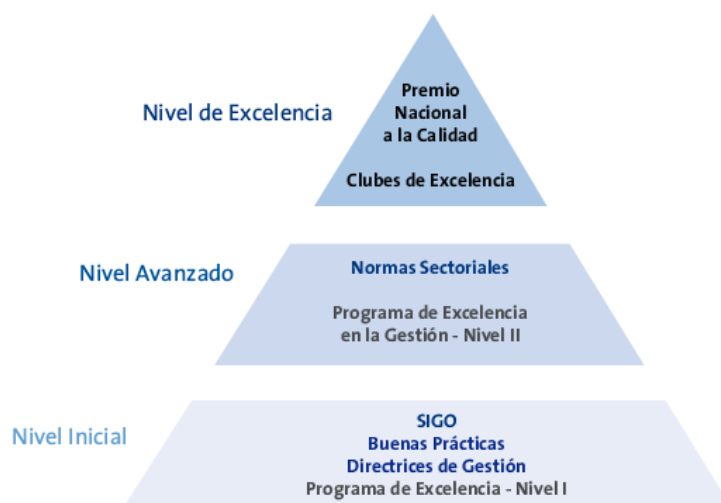 Premio
Nacional
a la Calidad
Nivel de Excelencia
Clubes de Excelencia
Nivel Avanzado
Normas Sectoriales
Programa de Excelencia
en la Gestión - Nivel II
Nivel Inicial
SIGO
Buenas Prácticas
Directrices de Gestión
Programa de Excelencia - Nivel I